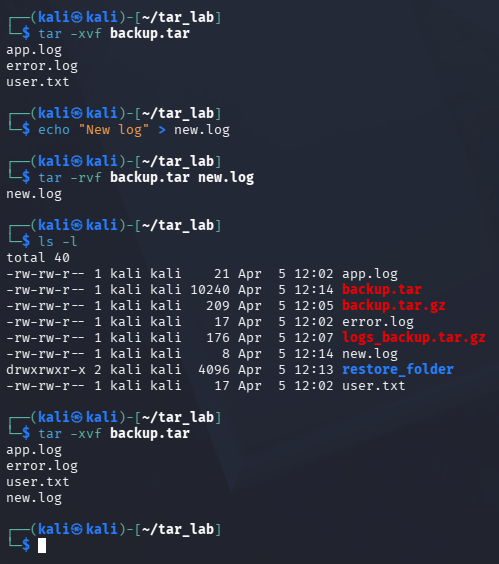 ┌──(kali㉿kali)-[~/tar_lab]
└─$ tar -xvf backup.tar
app.log
error.log
user.txt
┌──(kali㉿kali)-[~/tar_lab]
└─$ echo "New log" > new.log
┌──(kali㉿kali)-[~/tar_lab]
└─$ tar -rvf backup.tar new.log
new.log
┌──(kali㉿kali)-[~/tar_lab]
└─$ ls -l
total 40
-rw-rw-r-- 1 kali kali    21 Apr  5 12:02 app.log
-rw-rw-r-- 1 kali kali 10240 Apr  5 12:14 backup.tar
-rw-rw-r-- 1 kali kali   209 Apr  5 12:05 backup.tar.gz
-rw-rw-r-- 1 kali kali    17 Apr  5 12:02 error.log
-rw-rw-r-- 1 kali kali   176 Apr  5 12:07 logs_backup.tar.gz
-rw-rw-r-- 1 kali kali     8 Apr  5 12:14 new.log
drwxrwxr-x 2 kali kali  4096 Apr  5 12:13 restore_folder
-rw-rw-r-- 1 kali kali    17 Apr  5 12:02 user.txt
┌──(kali㉿kali)-[~/tar_lab]
└─$ tar -xvf backup.tar
app.log
error.log
user.txt
new.log
┌──(kali㉿kali)-[~/tar_lab]
└─$